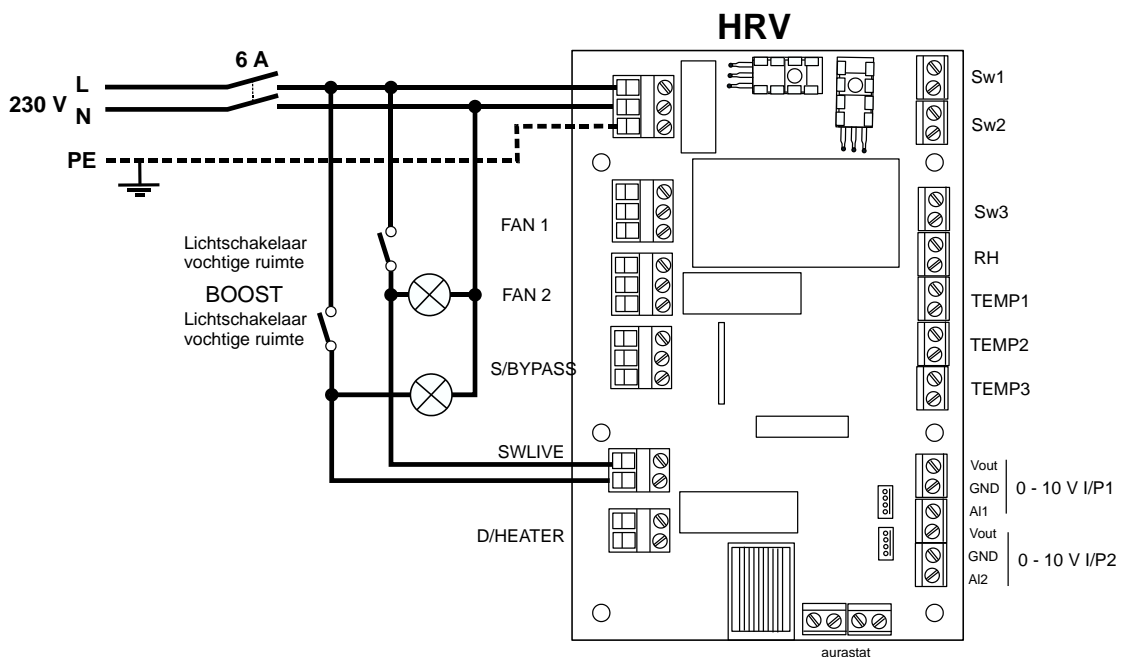 HRV
6 A
L
230 V
N
PE
Sw1
Sw2
Sw3
RH
TEMP1
TEMP2
TEMP3
FAN 1
Lichtschakelaar
vochtige ruimte
FAN 2
BOOST
Lichtschakelaar
vochtige ruimte
S/BYPASS
SWLIVE
D/HEATER
Vout
GND
AI1
0 - 10 V I/P1
Vout
GND
AI2
0 - 10 V I/P2
aurastat